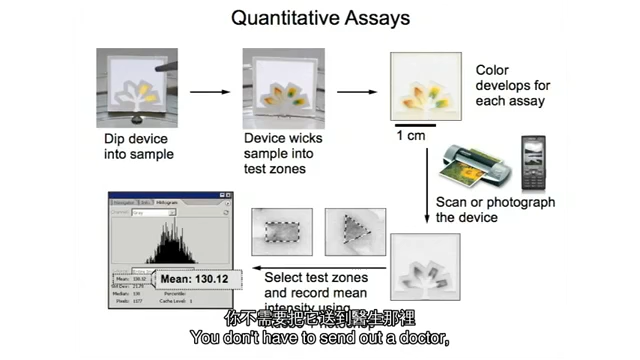 Quantitative Assays
Dip device
into sample
Device wicks
sample into
test zones
Color
develops for
each assay
1 cm
Scan or photograph
the device
Histogram
Mean: 130.12
Select test zones
and record mean
intensity using
你不需要把它送到醫生那裡
You don't have to send out a doctor,